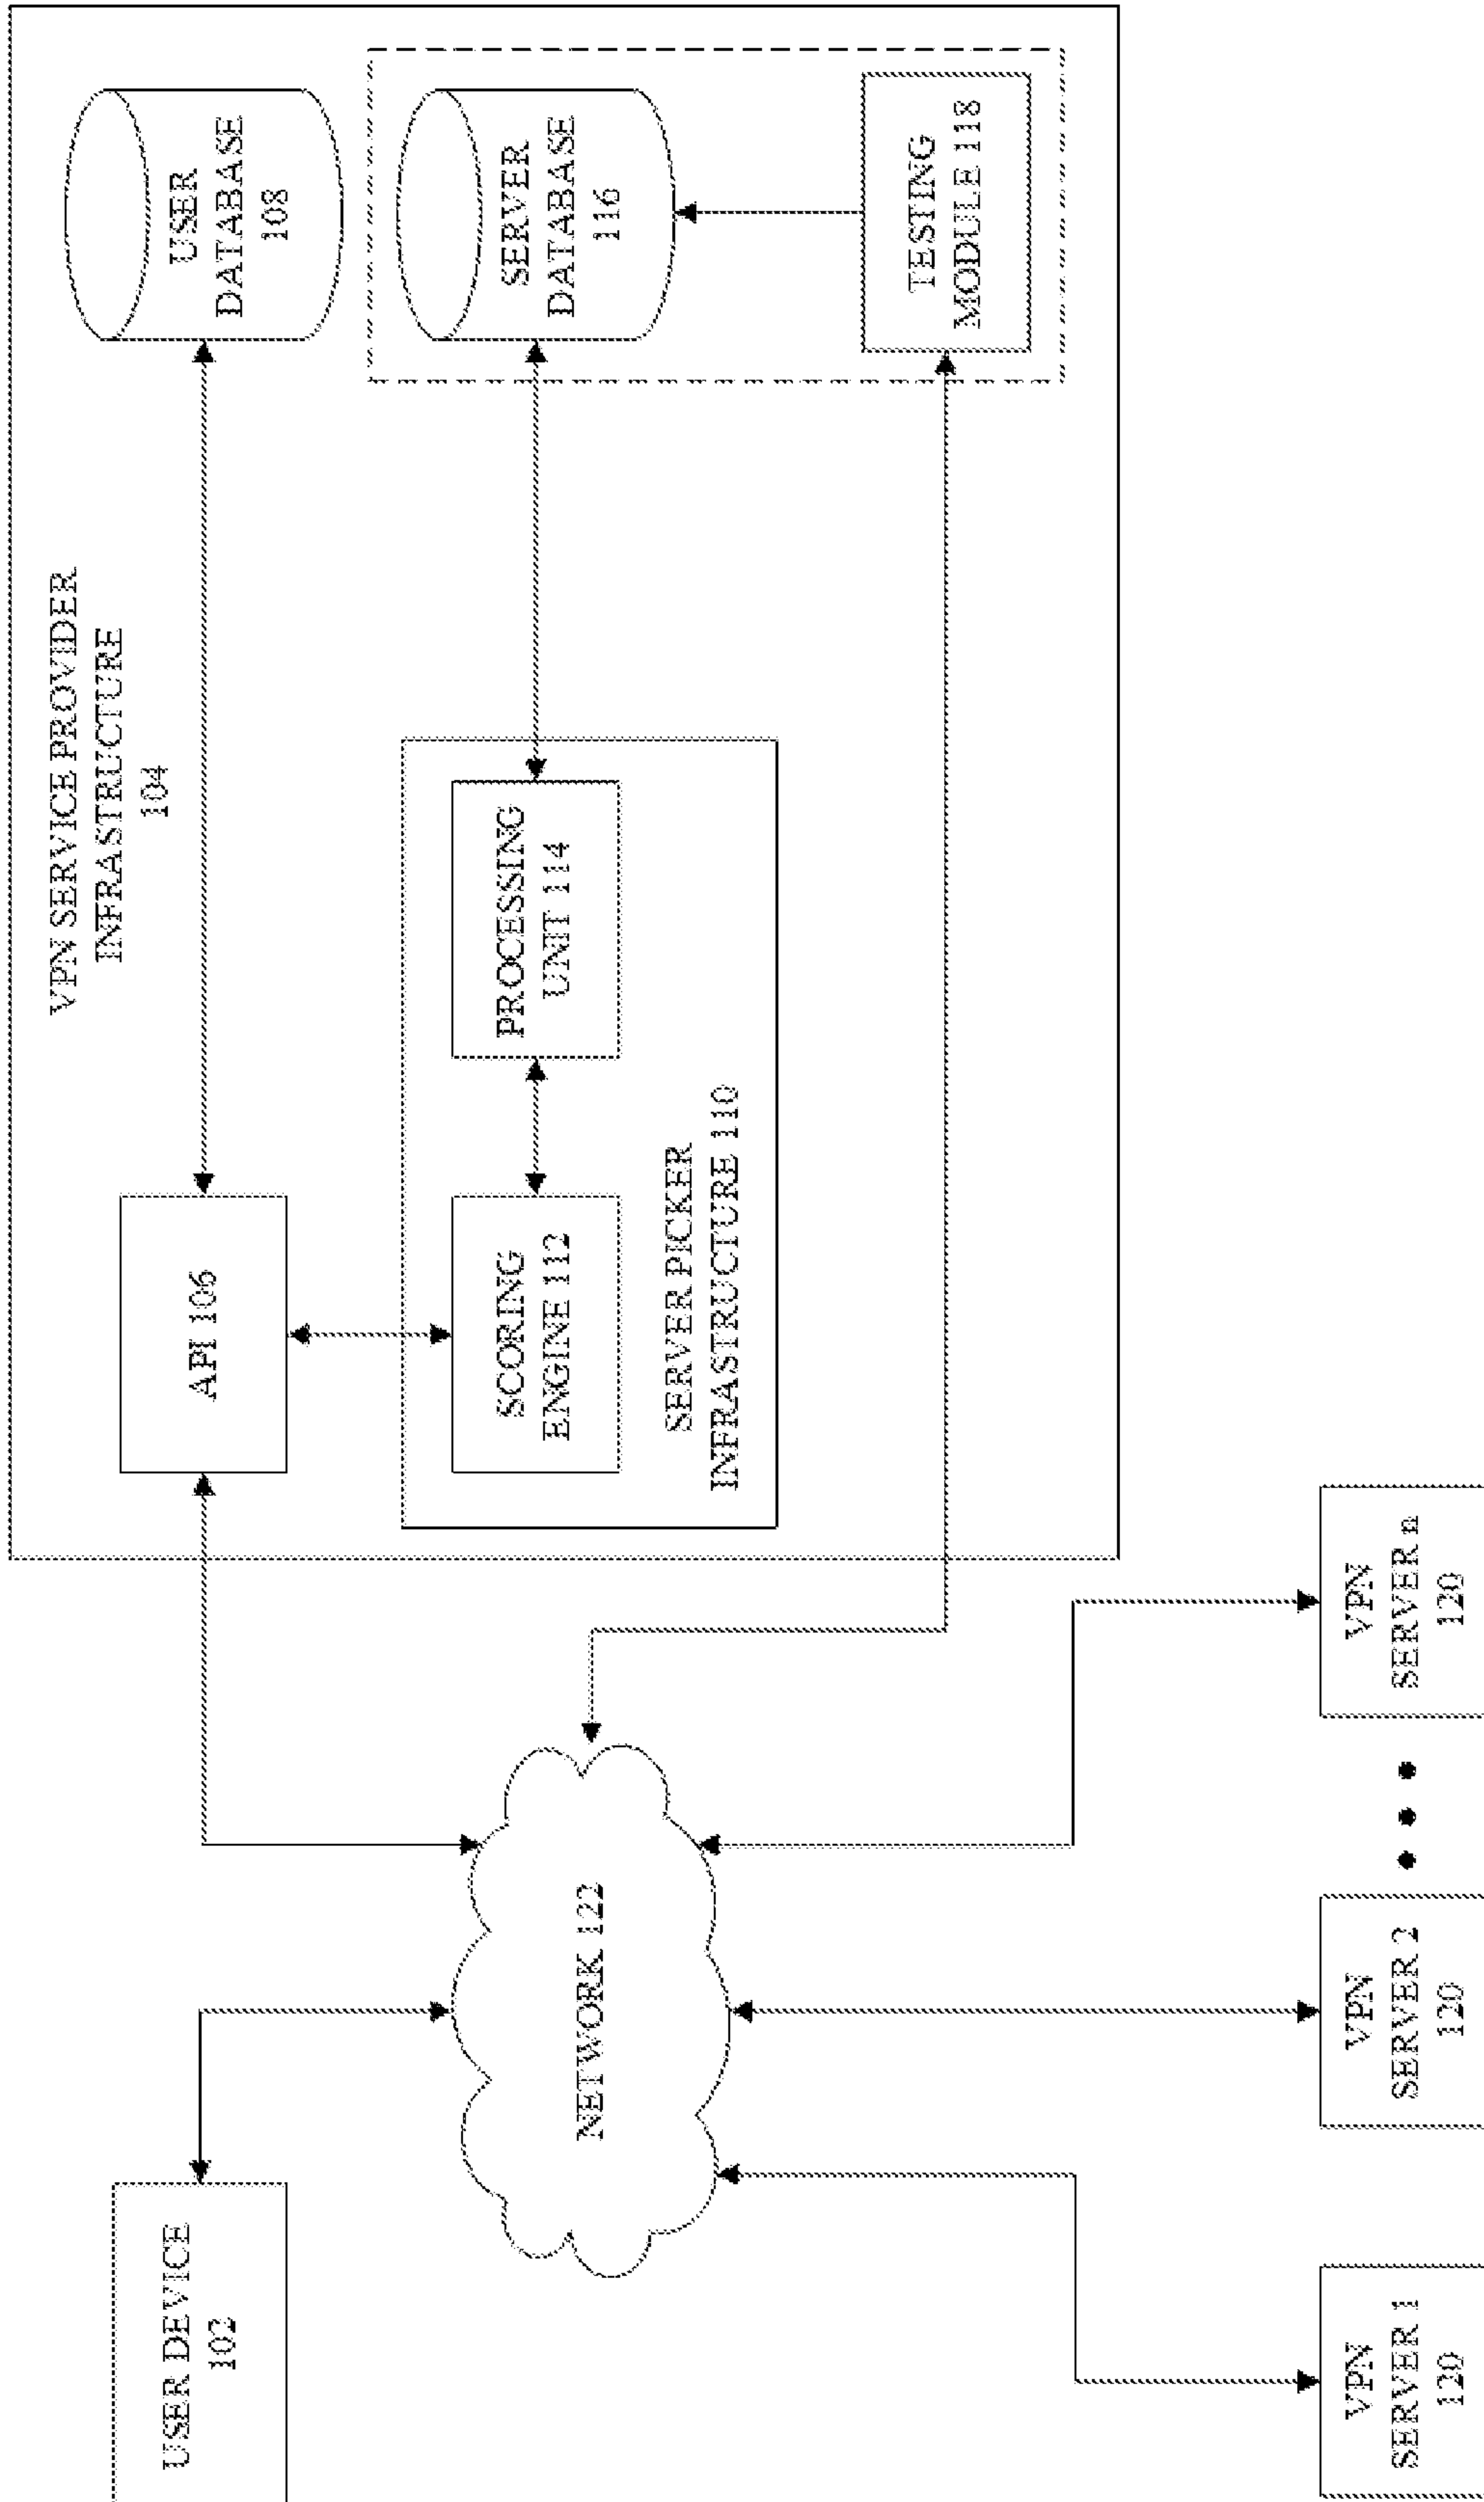 VPN SERVICE PROVIDER
INFRASTRUCTURE
104
USER DEVICE
102
API 106
USER
DATABASE
108
SCORING
ENGINE 112
PROCESSING
UNIT 114
SERVER PICKER
INFRASTRUCTURE 110
SERVER
DATABASE
116
NETWORK 122
TESTING
MODULE 118
VPN
SERVER 1
120
VPN
SERVER 2
120
VPN
SERVER n
120